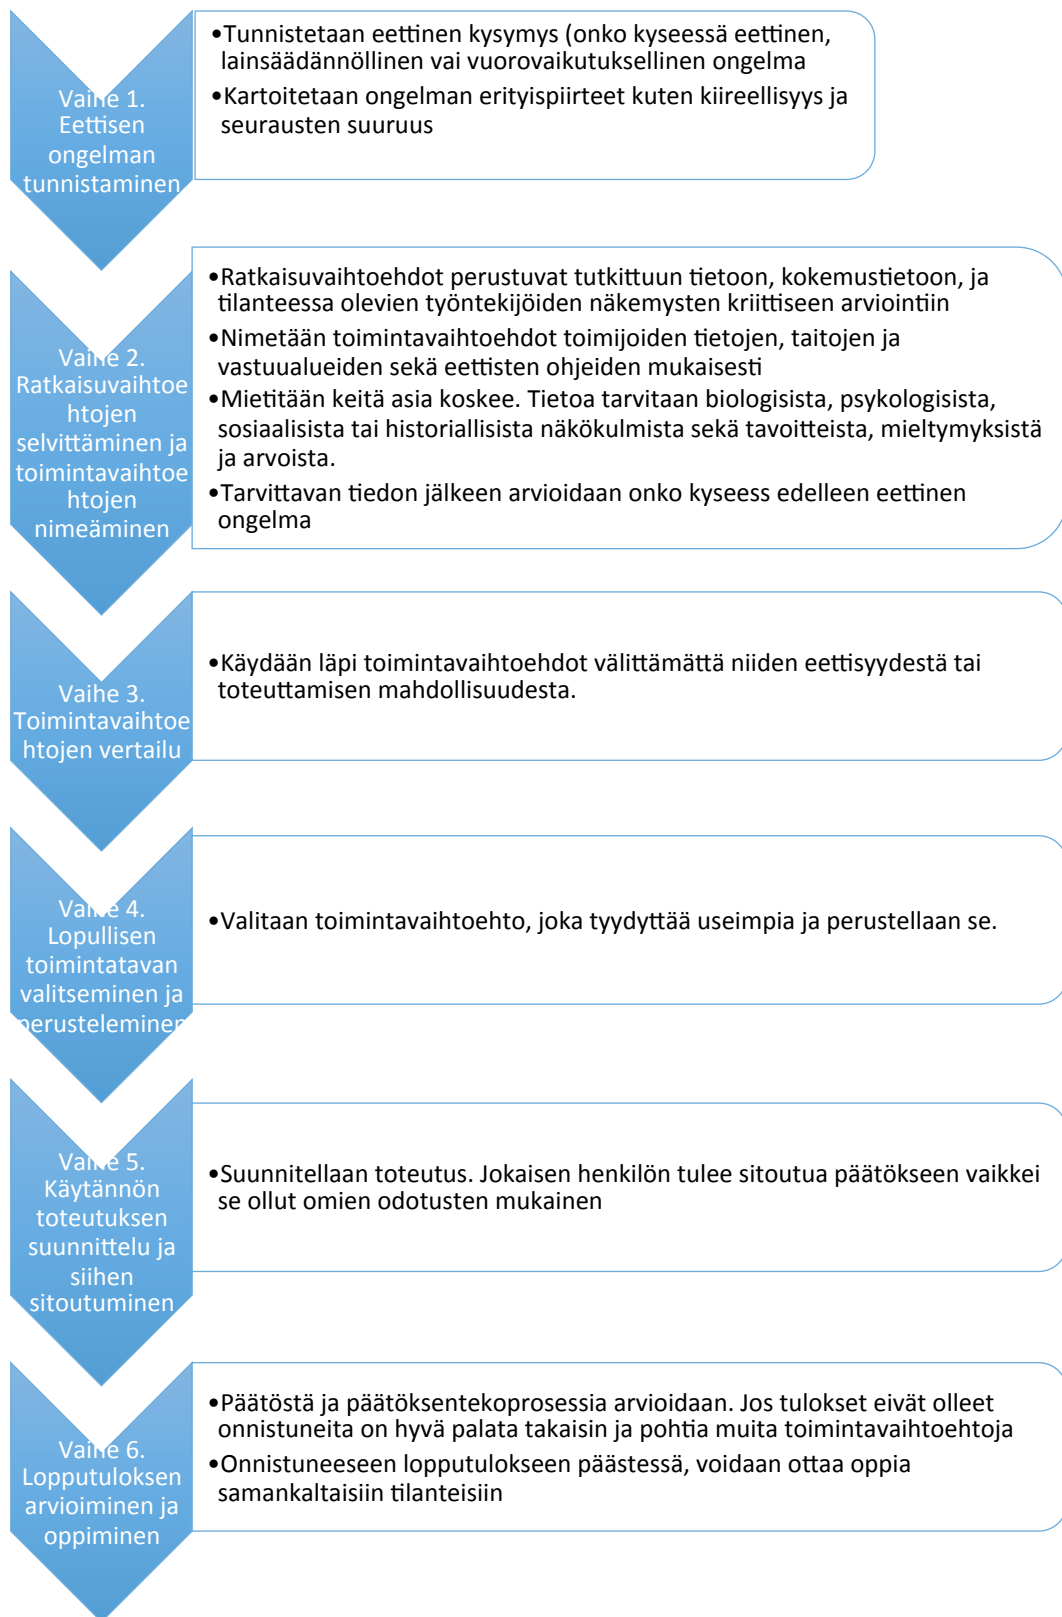 Vaihe 1.
Eettisen
ongelman
tunnistaminen
•Tunnistetaan eettinen kysymys (onko kyseessä eettinen,
lainsäädännöllinen vai vuorovaikutuksellinen ongelma
•Kartoitetaan ongelman erityispiirteet kuten kiireellisyys ja
seurausten suuruus
Vaihe 2.
Ratkaisuvaihtoe
htojen
selvittäminen ja
toimintavaihtoe
htojen
nimeäminen
•Ratkaisuvaihtoehdot perustuvat tutkittuun tietoon, kokemustietoon, ja
tilanteessa olevien työntekijöiden näkemysten kriittiseen arviointiin
•Nimetään toimintavaihtoehdot toimijoiden tietojen, taitojen ja
vastuualueiden sekä eettisten ohjeiden mukaisesti
•Mietitään keitä asia koskee. Tietoa tarvitaan biologisista, psykologisista,
sosiaalisista tai historiallisista näkökulmista sekä tavoitteista, mieltymyksistä
ja arvoista.
•Tarvittavan tiedon jälkeen arvioidaan onko kyseess edelleen eettinen
ongelma
Vaihe 3.
Toimintavaihtoe
htojen vertailu
•Käydään läpi toimintavaihtoehdot välittämättä niiden eettisyydestä tai
toteuttamisen mahdollisuudesta.
Vaihe 4.
Lopullisen
toimintatavan
valitseminen ja
perusteleminen
•Valitaan toimintavaihtoehto, joka tyydyttää useimpia ja perustellaan se.
Vaihe 5.
Käytännön
toteutuksen
suunnittelu ja
siihen
sitoutuminen
•Suunnitellaan toteutus. Jokaisen henkilön tulee sitoutua päätökseen vaikkei
se ollut omien odotusten mukainen
Vaihe 6.
Lopputuloksen
arvioiminen ja
oppiminen
•Päätöstä ja päätöksentekoprosessia arvioidaan. Jos tulokset eivät olleet
onnistuneita on hyvä palata takaisin ja pohtia muita toimintavaihtoehtoja
•Onnistuneeseen lopputulokseen päästessä, voidaan ottaa oppia
samankaltaisiin tilanteisiin